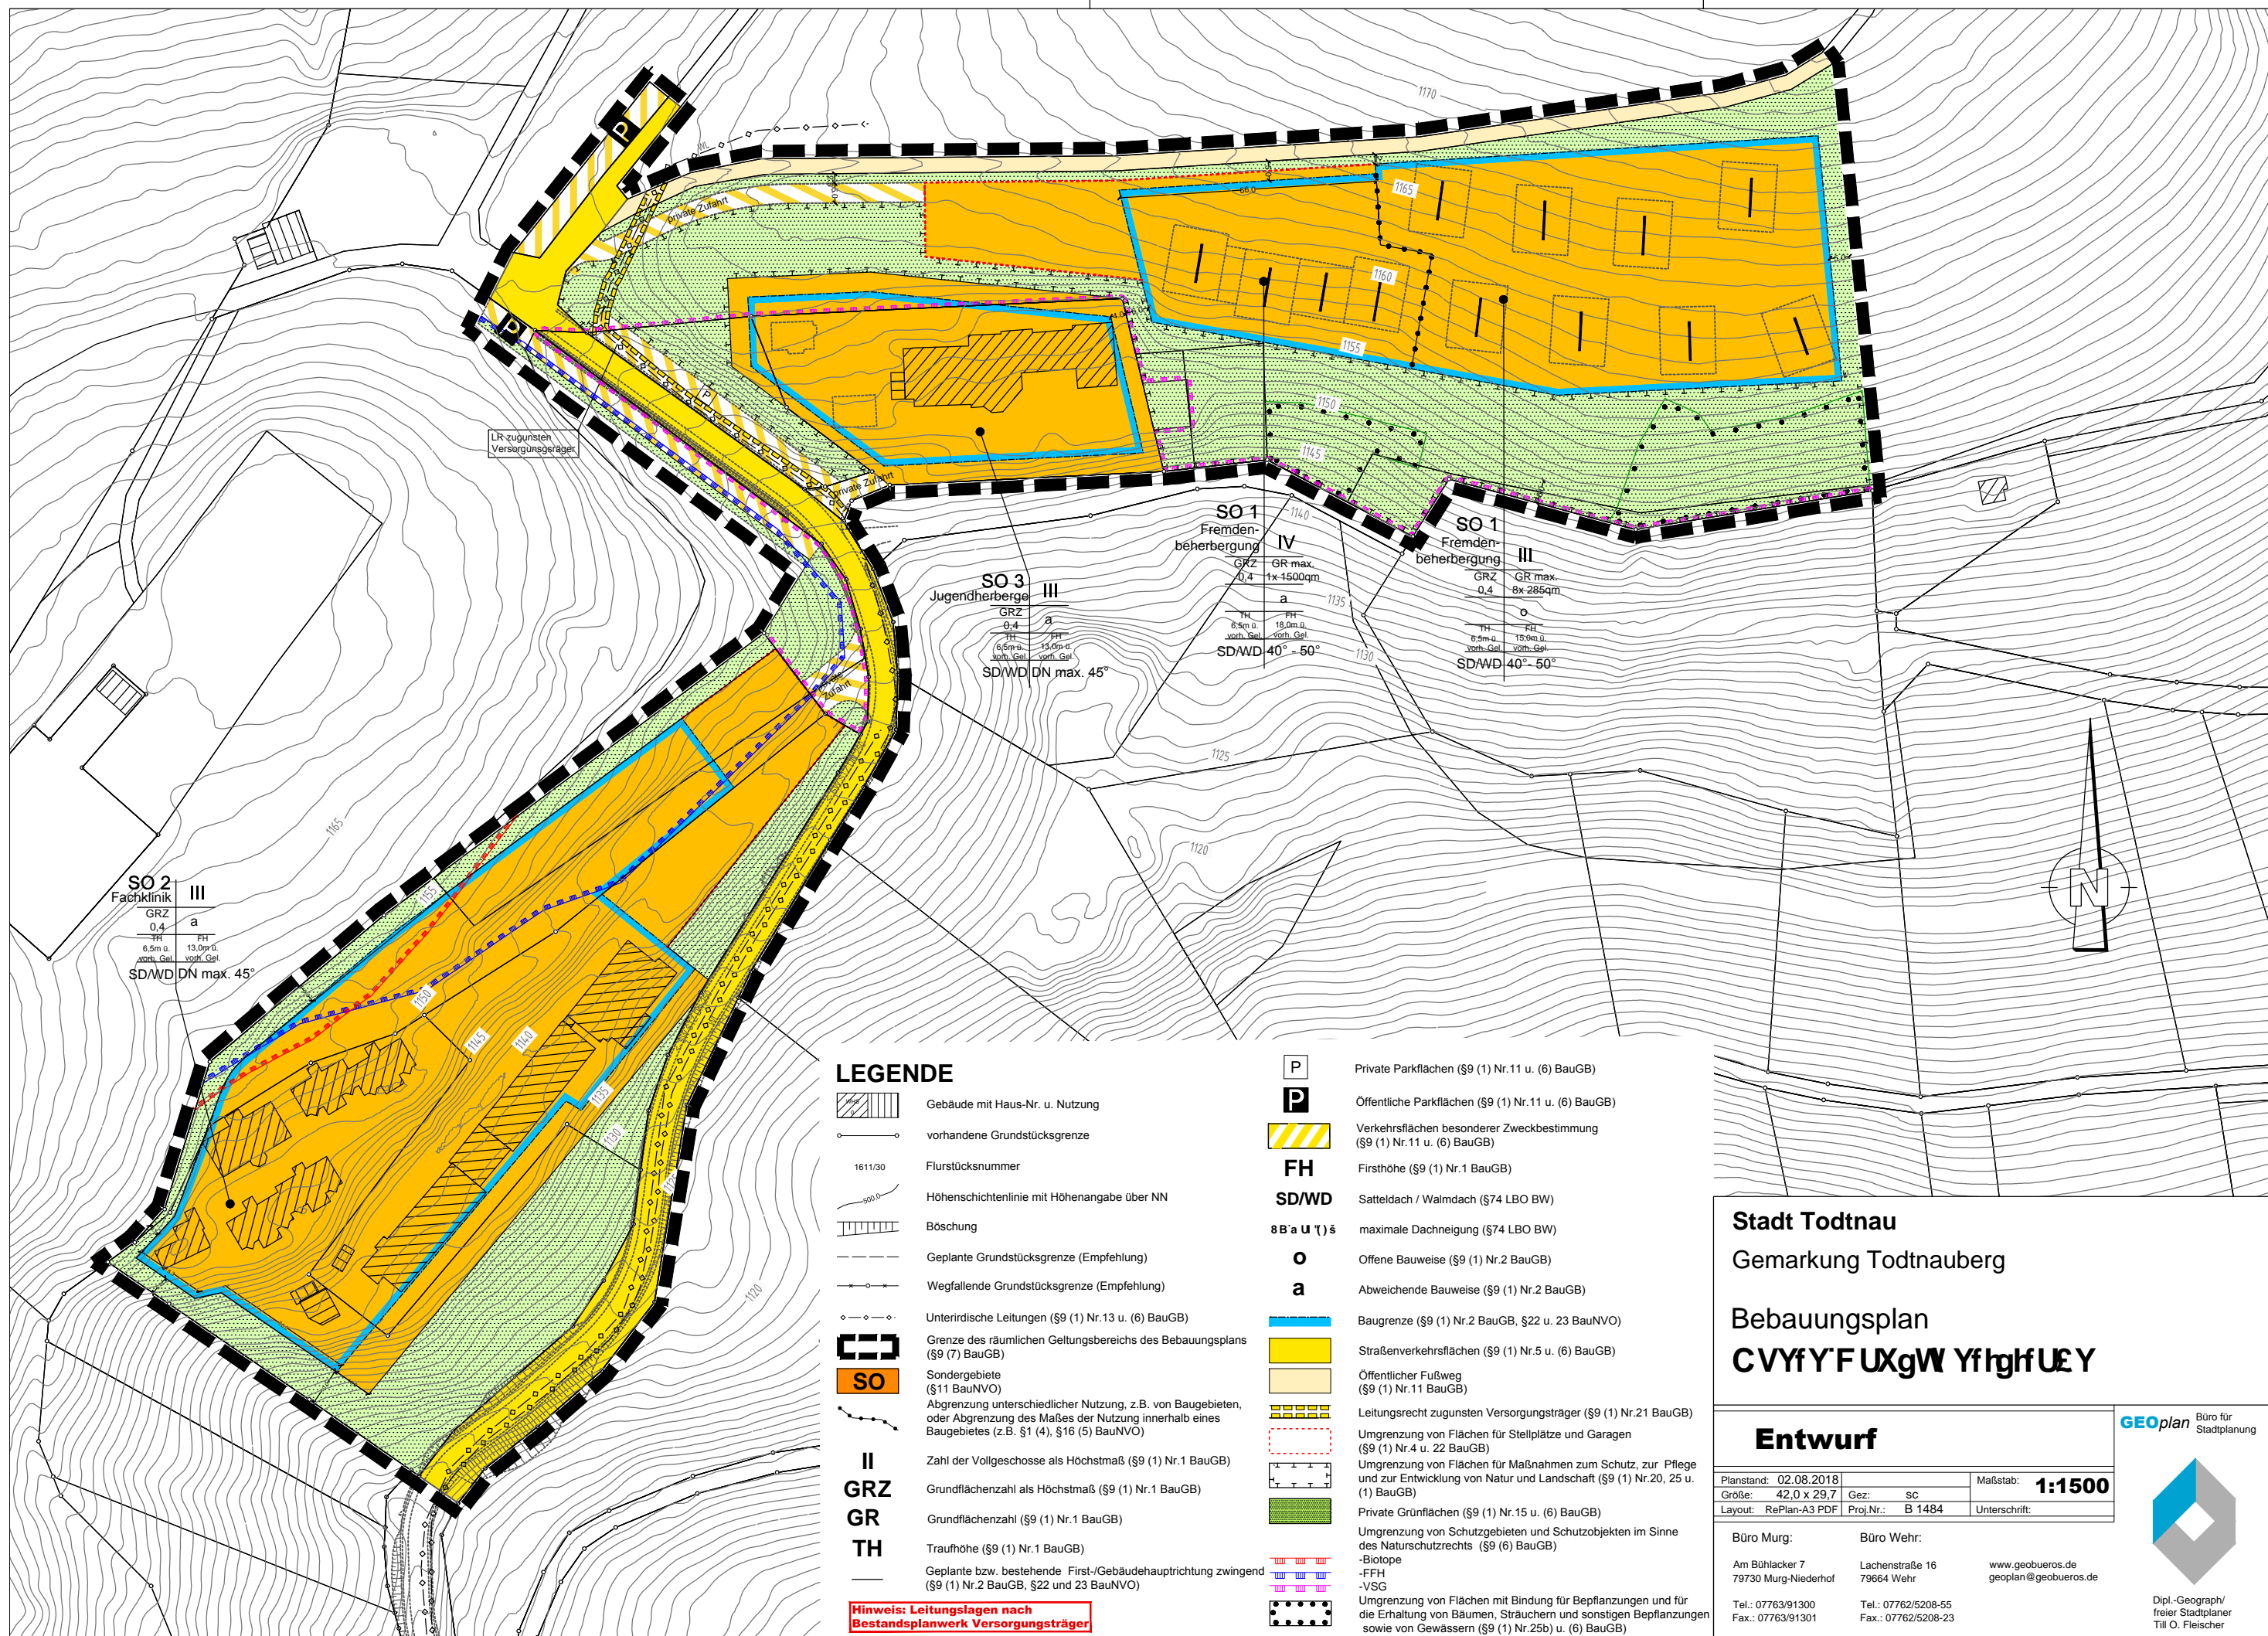 1170
WL
P
private Zufahrt
66,0
1165
1160
1155
1150
1145
P
P
LR zugunsten
Versorgunsgsräger
private Zufahrt
private
Zufahrt
SO 3
Jugendherberge
III
GRZ
0,4
a
TH
6,5m ü.
vorh. Gel.
FH
13,0m ü.
vorh. Gel.
SD/WD DN max. 45°
SO 1
Fremden-
beherbergung
IV
GRZ
0,4
GR max.
1x 1500qm
a
TH
6,5m ü.
vorh. Gel.
FH
18,0m ü.
vorh. Gel.
SD/WD 40° - 50°
SO 1
Fremden-
beherbergung
III
GRZ
0,4
GR max.
8x 285qm
o
TH
6,5m ü.
vorh. Gel.
FH
15,0m ü.
vorh. Gel.
SD/WD 40°- 50°
1140
1135
1130
1125
1120
1165
SO 2
Fachklinik
III
GRZ
0,4
a
TH
6,5m ü.
vorh. Gel.
FH
13,0m ü.
vorh. Gel.
SD/WD DN max. 45°
1155
1150
1145
1140
1135
1130
1120
N
LEGENDE
Gebäude mit Haus-Nr. u. Nutzung
vorhandene Grundstücksgrenze
1611/30 Flurstücksnummer
500,0 Höhenschichtenlinie mit Höhenangabe über NN
Böschung
Geplante Grundstücksgrenze (Empfehlung)
Wegfallende Grundstücksgrenze (Empfehlung)
Unterirdische Leitungen (§9 (1) Nr.13 u. (6) BauGB)
Grenze des räumlichen Geltungsbereichs des Bebauungsplans
(§9 (7) BauGB)
SO Sondergebiete
(§11 BauNVO)
Abgrenzung unterschiedlicher Nutzung, z.B. von Baugebieten,
oder Abgrenzung des Maßes der Nutzung innerhalb eines
Baugebietes (z.B. §1 (4), §16 (5) BauNVO)
II Zahl der Vollgeschosse als Höchstmaß (§9 (1) Nr.1 BauGB)
GRZ Grundflächenzahl als Höchstmaß (§9 (1) Nr.1 BauGB)
GR Grundflächenzahl (§9 (1) Nr.1 BauGB)
TH Traufhöhe (§9 (1) Nr.1 BauGB)
Geplante bzw. bestehende First-/Gebäudehauptrichtung zwingend
(§9 (1) Nr.2 BauGB, §22 und 23 BauNVO)
Hinweis: Leitungslagen nach
Bestandsplanwerk Versorgungsträger
P Private Parkflächen (§9 (1) Nr.11 u. (6) BauGB)
P Öffentliche Parkflächen (§9 (1) Nr.11 u. (6) BauGB)
Verkehrsflächen besonderer Zweckbestimmung
(§9 (1) Nr.11 u. (6) BauGB)
FH Firsthöhe (§9 (1) Nr.1 BauGB)
SD/WD Satteldach / Walmdach (§74 LBO BW)
maximale Dachneigung (§74 LBO BW)
o Offene Bauweise (§9 (1) Nr.2 BauGB)
a Abweichende Bauweise (§9 (1) Nr.2 BauGB)
Baugrenze (§9 (1) Nr.2 BauGB, §22 u. 23 BauNVO)
Straßenverkehrsflächen (§9 (1) Nr.5 u. (6) BauGB)
Öffentlicher Fußweg
(§9 (1) Nr.11 BauGB)
Leitungsrecht zugunsten Versorgungsträger (§9 (1) Nr.21 BauGB)
Umgrenzung von Flächen für Stellplätze und Garagen
(§9 (1) Nr.4 u. 22 BauGB)
Umgrenzung von Flächen für Maßnahmen zum Schutz, zur Pflege
und zur Entwicklung von Natur und Landschaft (§9 (1) Nr.20, 25 u.
(1) BauGB)
Private Grünflächen (§9 (1) Nr.15 u. (6) BauGB)
Umgrenzung von Schutzgebieten und Schutzobjekten im Sinne
des Naturschutzrechts (§9 (6) BauGB)
-Biotope
-FFH
-VSG
Umgrenzung von Flächen mit Bindung für Bepflanzungen und für
die Erhaltung von Bäumen, Sträuchern und sonstigen Bepflanzungen
sowie von Gewässern (§9 (1) Nr.25b) u. (6) BauGB)
Stadt Todtnau
Gemarkung Todtnauberg
Bebauungsplan
Entwurf
GEOplan Büro für
Stadtplanung
Planstand: 02.08.2018
Maßstab: 1:1500
Größe: 42,0 x 29,7 Gez: sc
Layout: RePlan-A3 PDF Proj.Nr.: B 1484 Unterschrift:
Büro Murg:
Am Bühlacker 7
79730 Murg-Niederhof
Tel.: 07763/91300
Fax.: 07763/91301
Büro Wehr:
Lachenstraße 16
79664 Wehr
Tel.: 07762/5208-55
Fax.: 07762/5208-23
www.geobueros.de
geoplan@geobueros.de
Dipl.-Geograph/
freier Stadtplaner
Till O. Fleischer